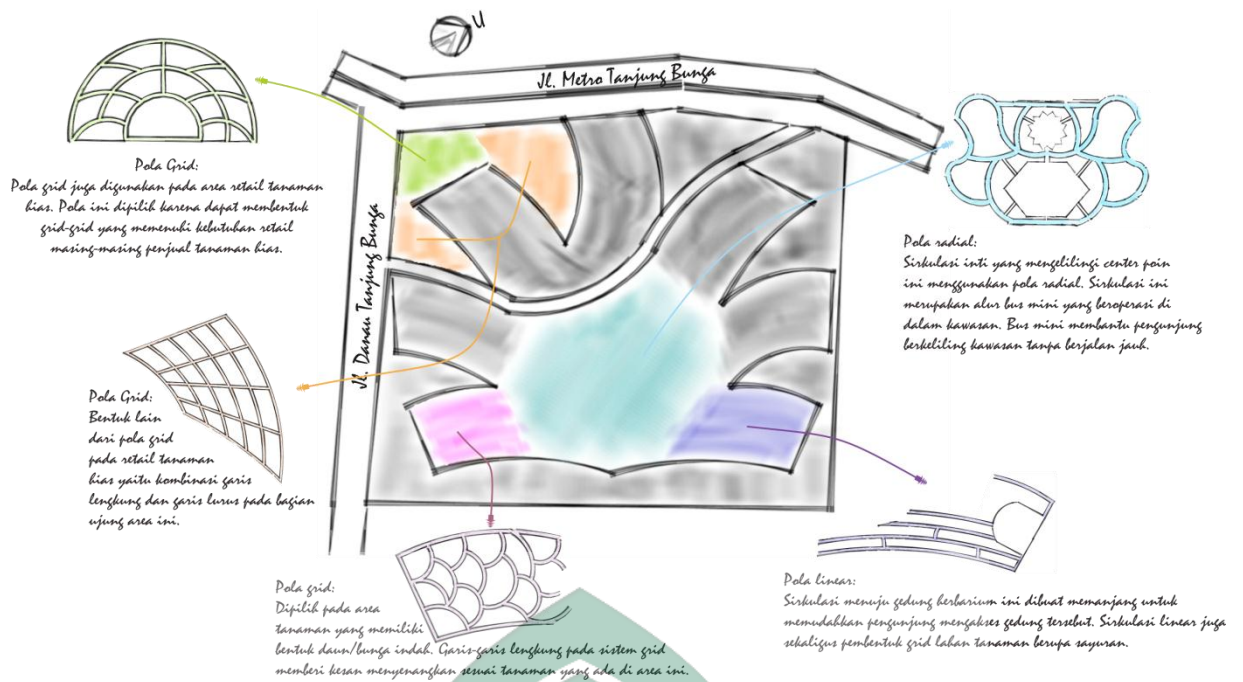 U
Jl. Metro Tanjung Bunga
Jl. Danau Tanjung Bunga
Pola Grid:
Pola grid juga digunakan pada area retail tanaman
hias. Pola ini dipilih karena dapat membentuk
grid-grid yang memenuhi kebutuhan retail
masing-masing penjual tanaman hias.
Pola radial:
Sirkulasi inti yang mengelilingi center poin
ini menggunakan pola radial. Sirkulasi ini
merupakan alur bus mini yang beroperasi di
dalam kawasan. Bus mini membantu pengunjung
berkeliling kawasan tanpa berjalan jauh.
Pola Grid:
Bentuk lain
dari pola grid
pada retail tanaman
hias yaitu kombinasi garis
lengkung dan garis lurus pada bagian
ujung area ini.
Pola grid:
Dipilih pada area
tanaman yang memiliki
bentuk daun/bunga indah. Garis-garis lengkung pada sistem grid
memberi kesan menyenangkan sesuai tanaman yang ada di area ini.
Pola linear:
Sirkulasi menuju gedung herbarium ini dibuat memanjang untuk
memudahkan pengunjung mengakses gedung tersebut. Sirkulasi linear juga
sekaligus pembentuk grid lahan tanaman berupa sayuran.